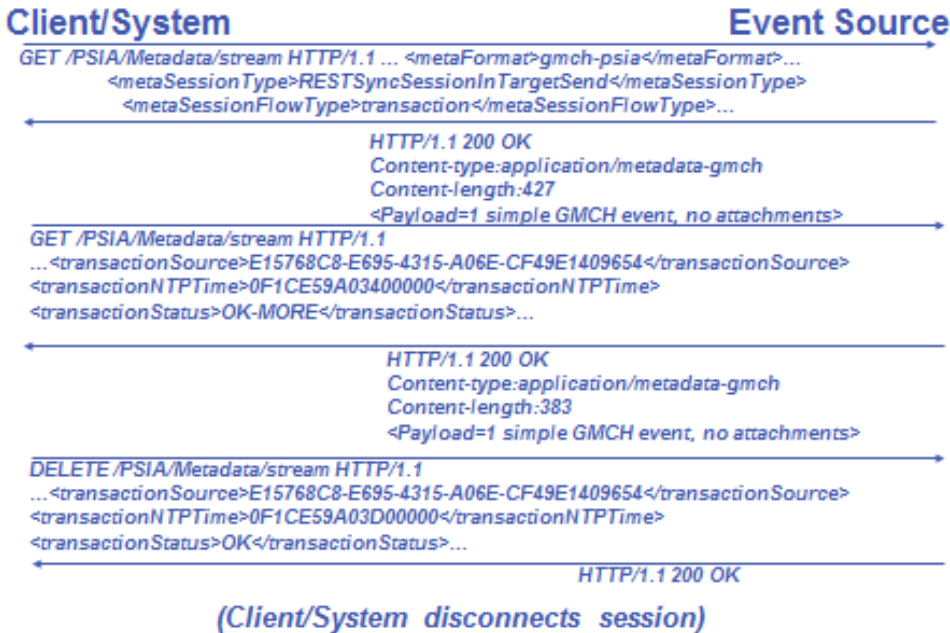 Client/System Event Source
GET /PSIA/Metadata/stream HTTP/1.1 ... <metaFormat>gmch-psia</metaFormat>...
<metaSessionType>RESTSyncSessionInTargetSend</metaSessionType>
<metaSessionFlowType>transaction</metaSessionFlowType>...
HTTP/1.1 200 OK
Content-type:application/metadata-gmch
Content-length:427
<Payload=1 simple GMCH event, no attachments>
GET /PSIA/Metadata/stream HTTP/1.1
...<transactionSource>E15768C8-E695-4315-A06E-CF49E1409654</transactionSource>
<transactionNTPTime>0F1CE59A03400000</transactionNTPTime>
<transactionStatus>OK-MORE</transactionStatus>...
HTTP/1.1 200 OK
Content-type:application/metadata-gmch
Content-length:383
<Payload=1 simple GMCH event, no attachments>
DELETE /PSIA/Metadata/stream HTTP/1.1
...<transactionSource>E15768C8-E695-4315-A06E-CF49E1409654</transactionSource>
<transactionNTPTime>0F1CE59A03D00000</transactionNTPTime>
<transactionStatus>OK</transactionStatus>...
HTTP/1.1 200 OK
(Client/System disconnects session)